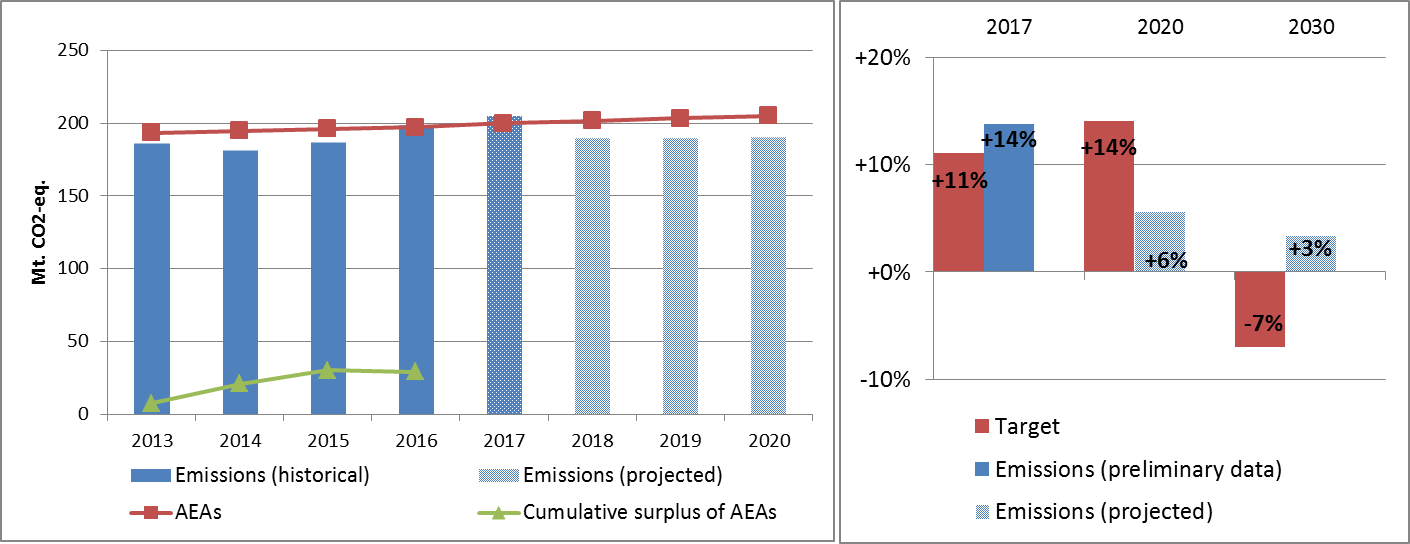 250
200
150
100
50
0
Mt. CO2-eq.
2013 2014 2015 2016 2017 2018 2019 2020
Emissions (historical) Emissions (projected)
AEAs Cumulative surplus of AEAs
2017 2020 2030
+20%
+10%
+0%
-10%
+11%
+14%
+14%
+6%
-7%
+3%
Target
Emissions (preliminary data)
Emissions (projected)